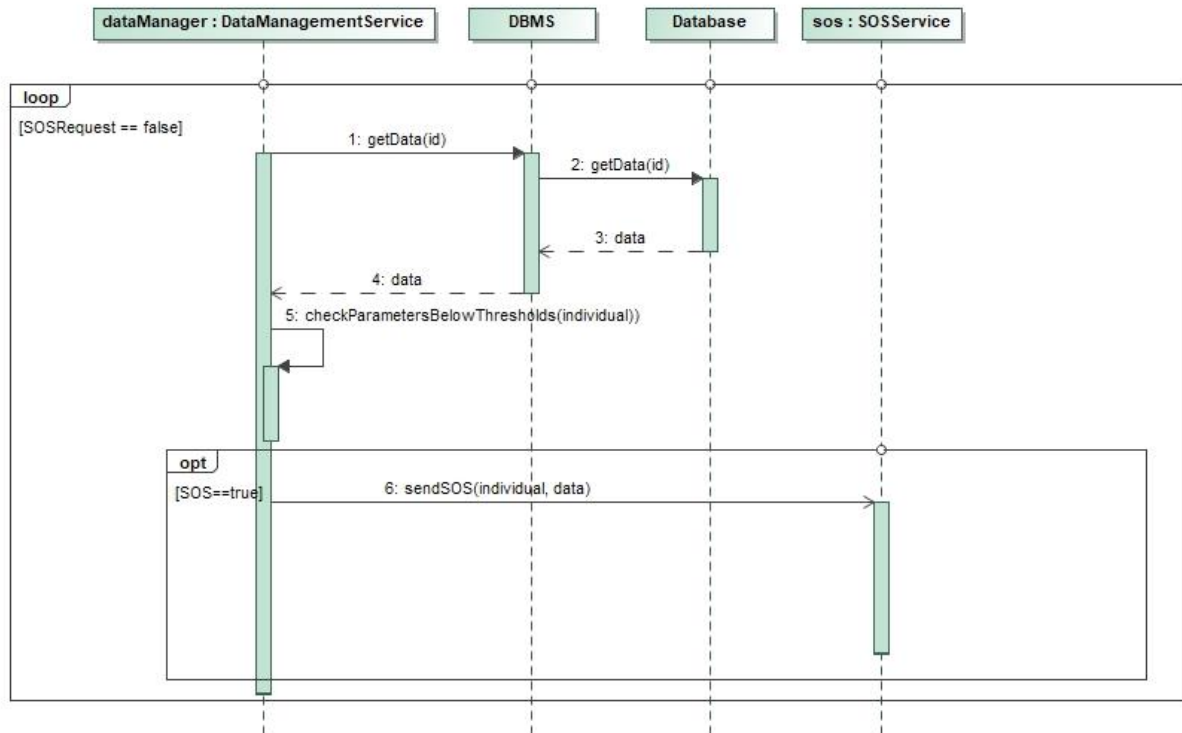 dataManager : DataManagementService
DBMS
Database
sos : SOSService
loop
[SOSRequest == false]
1: getData(id)
2: getData(id)
3: data
4: data
5: checkParametersBelowThresholds(individual))
opt
[SOS==true]
6: sendSOS(individual, data)